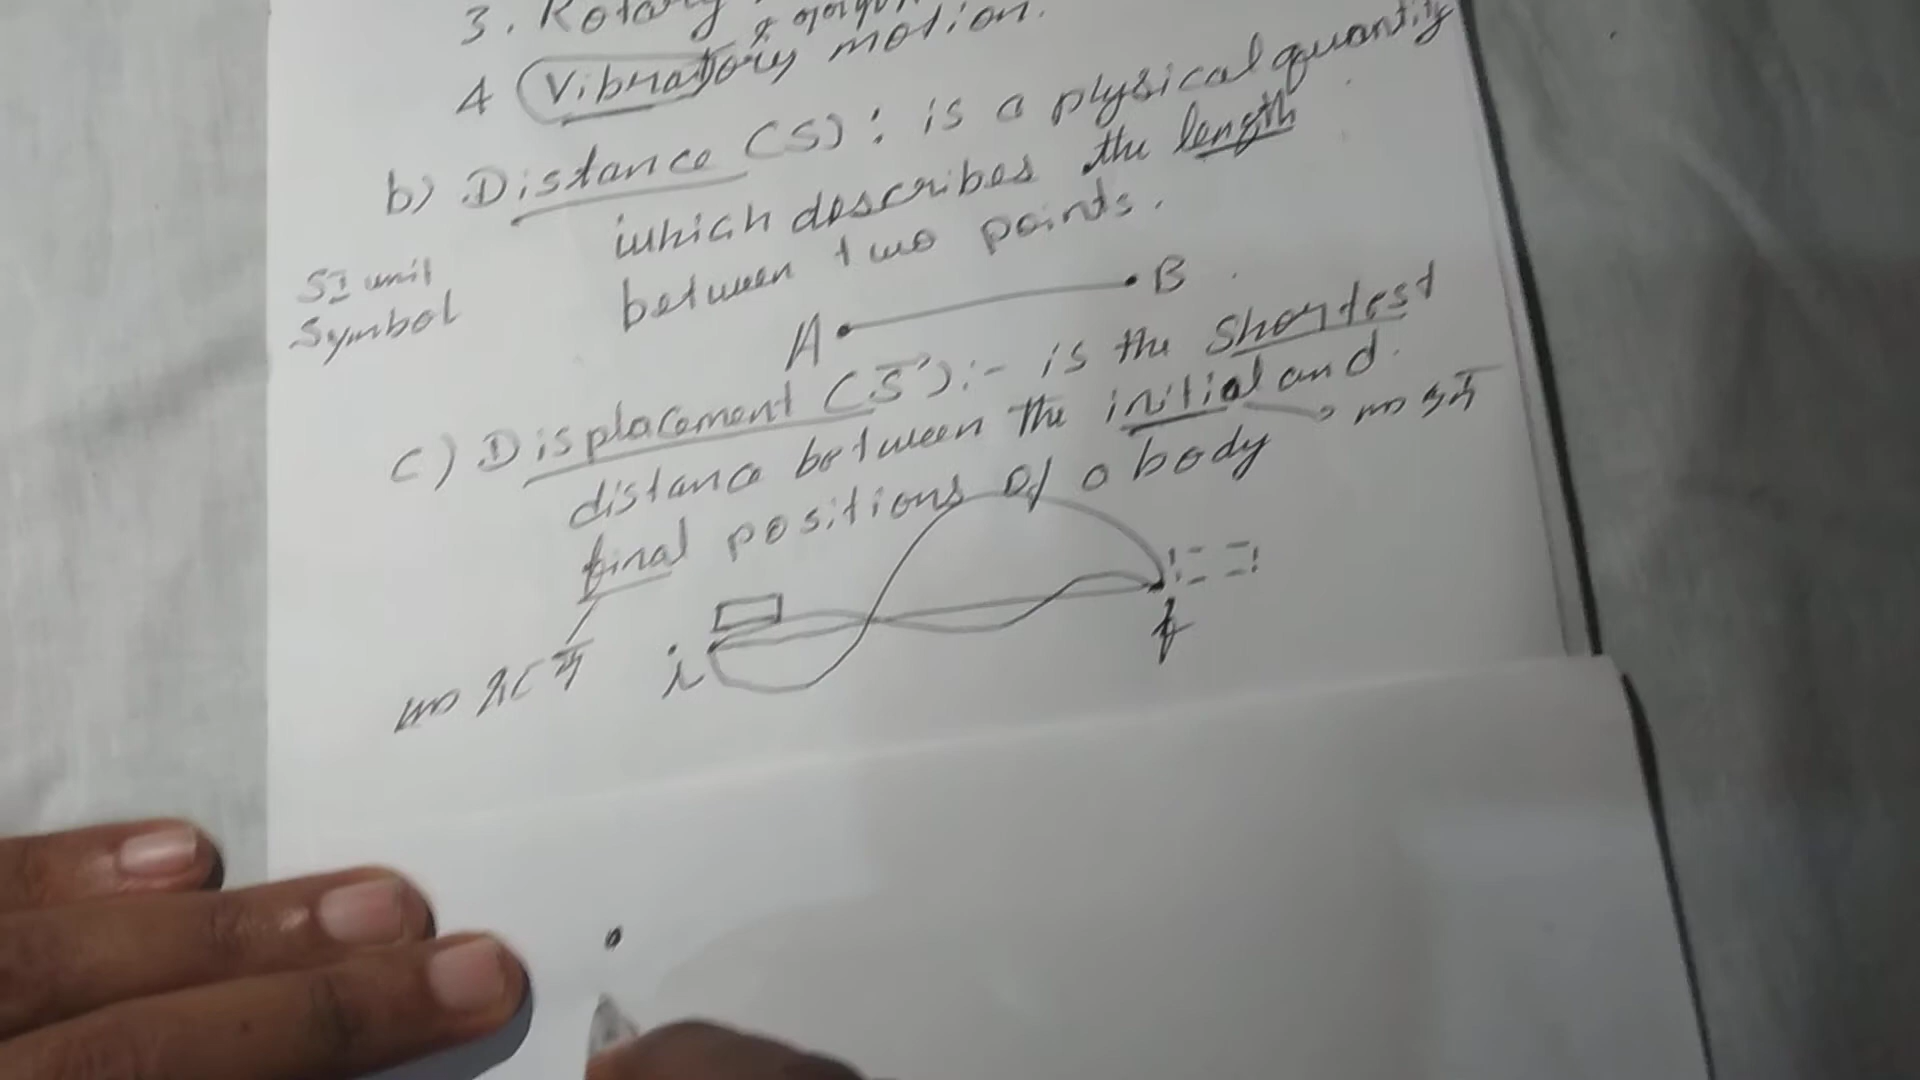 3. Rotary
4 Vibratory motion.
b) Distance (S): is a physical quantity
which describes the length
between two points.
SI unit
Symbol
A B
c) Displacement (S⃗):- is the shortest
distance between the initial and
final positions of a body
i f